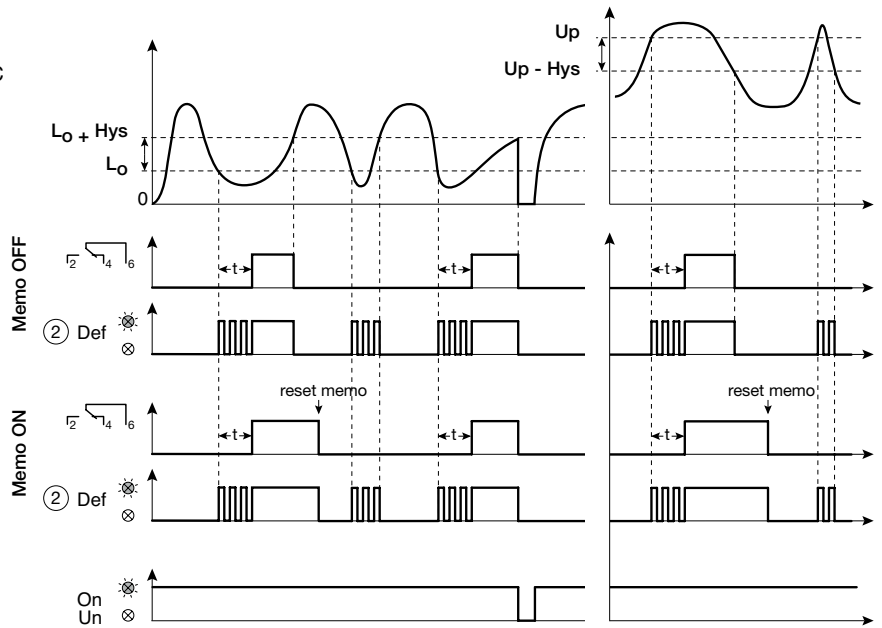 c
Up
Up - Hys
Lo + Hys
Lo
0
Memo OFF
2 4 6
t
t
t
2 Def
Memo ON
reset memo
reset memo
2 4 6
t
t
t
2 Def
On
Un